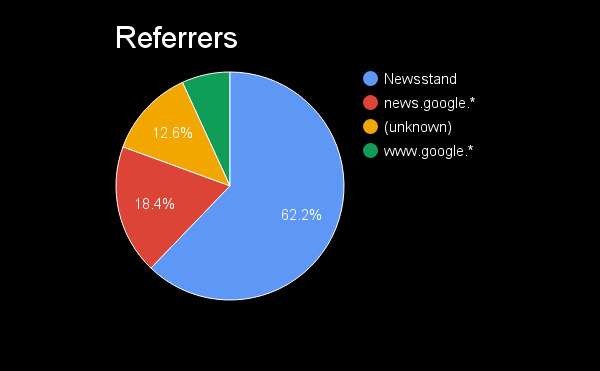 Referrers
Newsstand
news.google.*
(unknown)
www.google.*
12.6%
18.4%
62.2%